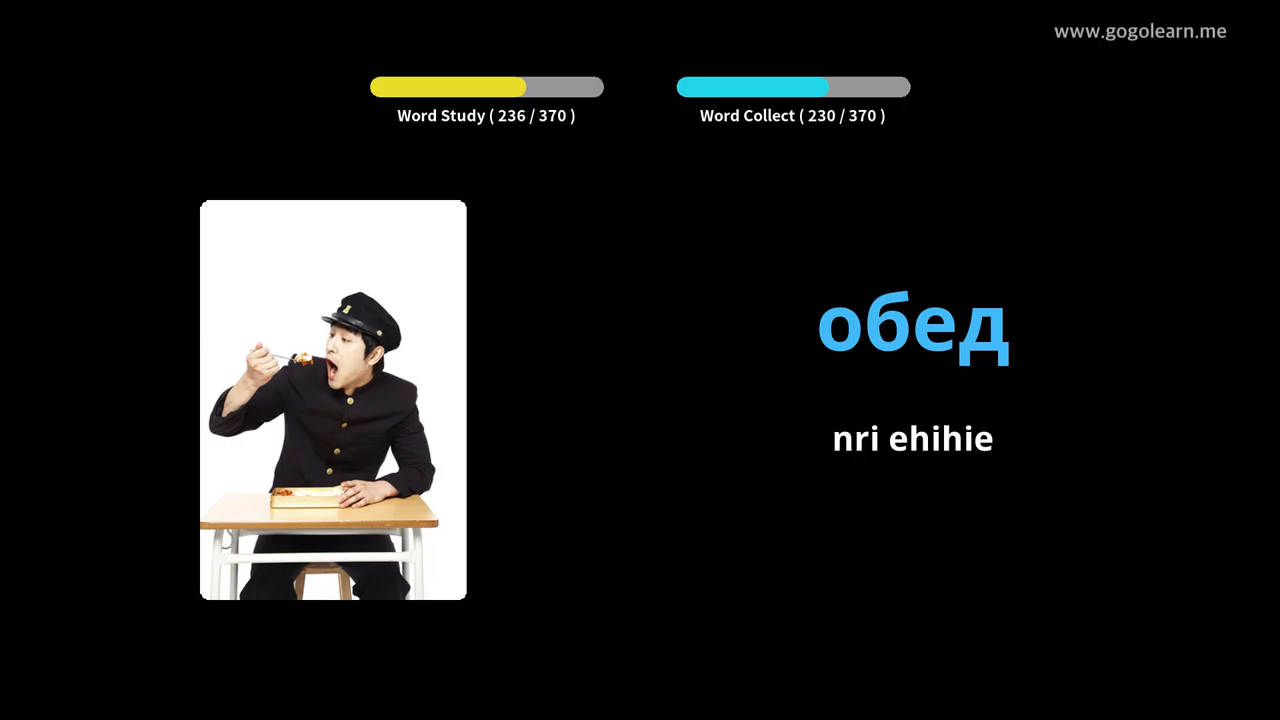 www.gogolearn.me
Word Study ( 236 / 370 )
Word Collect ( 230 / 370 )
обед
nri ehihie